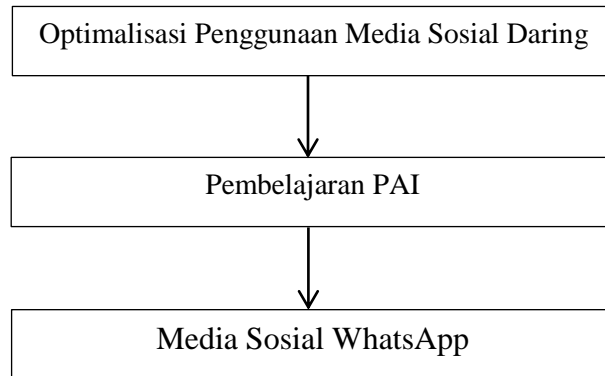 Optimalisasi Penggunaan Media Sosial Daring
Pembelajaran PAI
Media Sosial WhatsApp